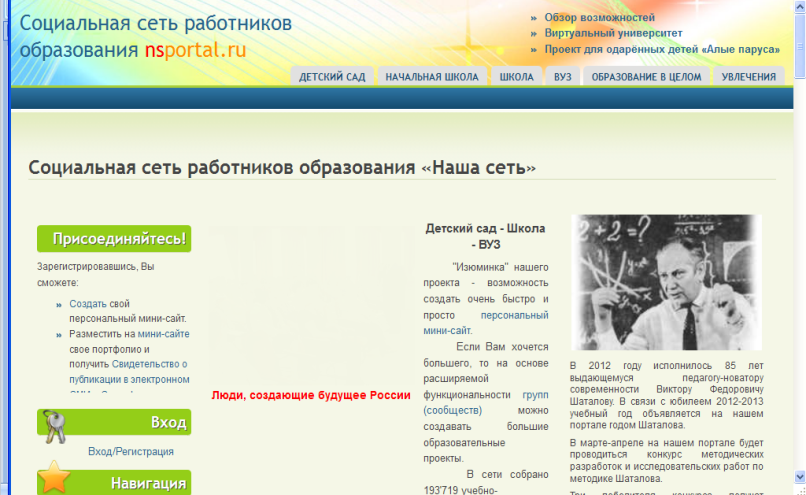 Социальная сеть работников
образования nsportal.ru
» Обзор возможностей
» Виртуальный университет
» Проект для одарённых детей «Алые паруса»
ДЕТСКИЙ САД НАЧАЛЬНАЯ ШКОЛА ШКОЛА ВУЗ ОБРАЗОВАНИЕ В ЦЕЛОМ УВЛЕЧЕНИЯ
Социальная сеть работников образования «Наша сеть»
Присоединяйтесь!
Зарегистрировавшись, Вы
сможете:
» Создать свой
персональный мини-сайт.
» Разместить на мини-сайте
свое портфолио и
получить Свидетельство о
публикации в электронном
Вход
Вход/Регистрация
Навигация
Люди, создающие будущее России
Детский сад - Школа
- ВУЗ
"Изюминка" нашего
проекта - возможность
создать очень быстро и
просто персональный
мини-сайт.
Если Вам хочется
большего, то на основе
расширяемой
функциональности групп
(сообществ) можно
создавать большие
образовательные
проекты.
В сети собрано
193'719 учебно-
2 + 2 = ?
В 2012 году исполнилось 85 лет
выдающемуся педагогу-новатору
современности Виктору Федоровичу
Шаталову. В связи с юбилеем 2012-2013
учебный год объявляется на нашем
портале годом Шаталова.
В марте-апреле на нашем портале будет
проводиться конкурс методических
разработок и исследовательских работ по
методике Шаталова.